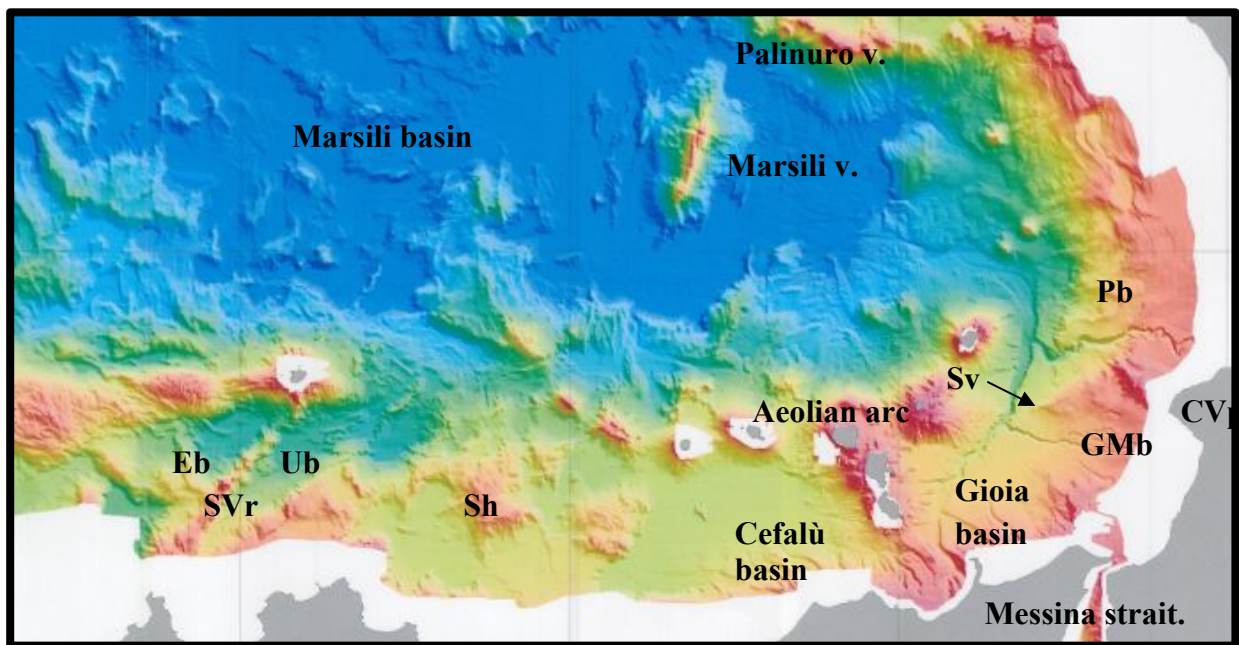 Palinuro v.
Marsili basin
Marsili v.
Pb
Sv
Aeolian arc
CVp
GMb
Eb
Ub
SVr
Sh
Gioia
basin
Cefalù
basin
Messina strait.